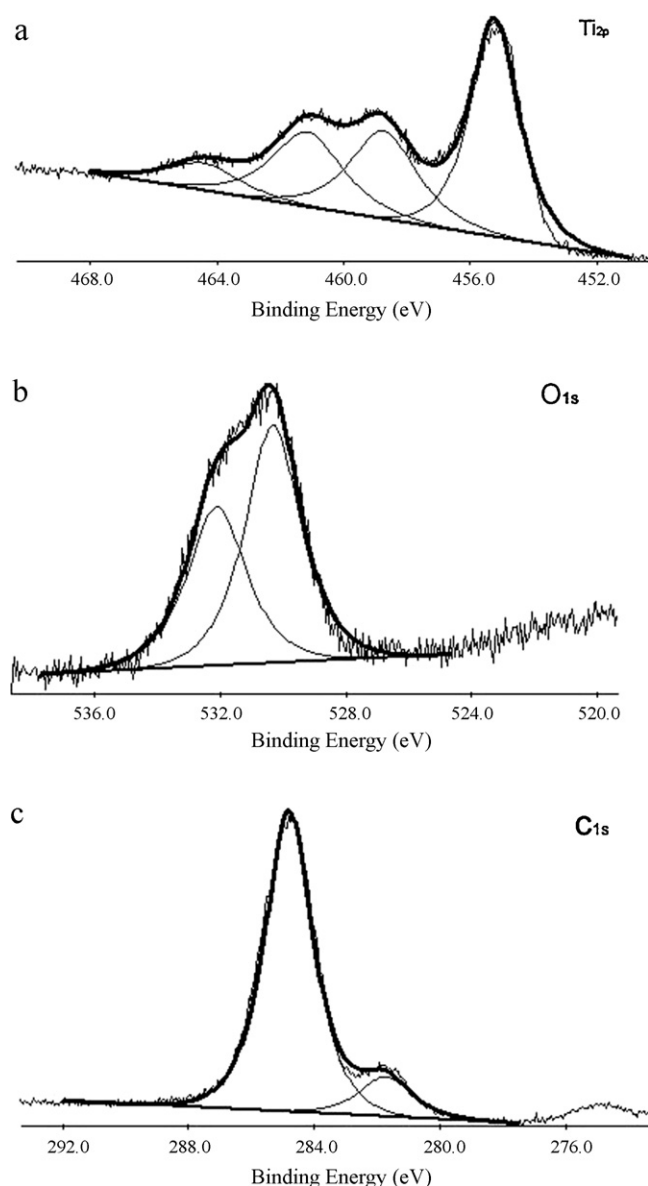 a
Ti2p
468.0 464.0 460.0 456.0 452.0
Binding Energy (eV)
b
O1s
536.0 532.0 528.0 524.0 520.0
Binding Energy (eV)
c
C1s
292.0 288.0 284.0 280.0 276.0
Binding Energy (eV)